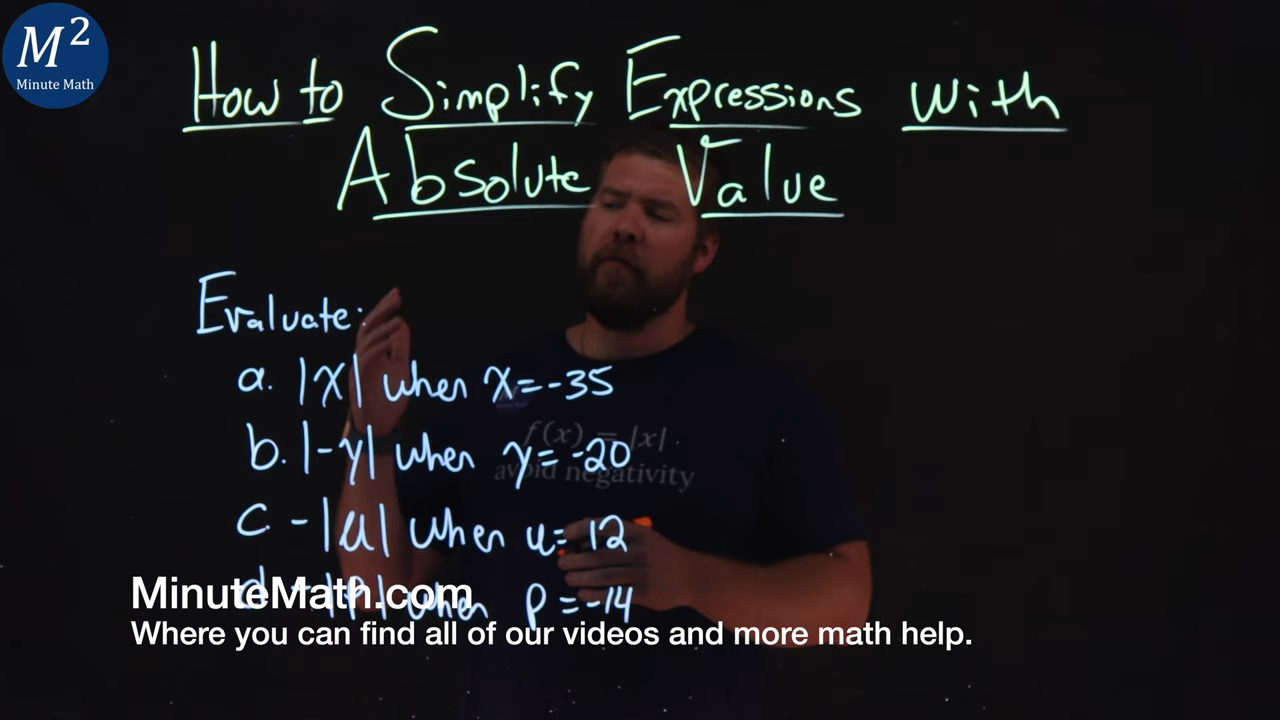 M²
Minute Math
How to Simplify Expressions with
Absolute Value
Evaluate:
a. |x| when x=-35
b. |-y| when y=-20
f(x) = |x|
avoid negativity
c -|u| when u=12
d -|p| when p=-14
MinuteMath.com
Where you can find all of our videos and more math help.